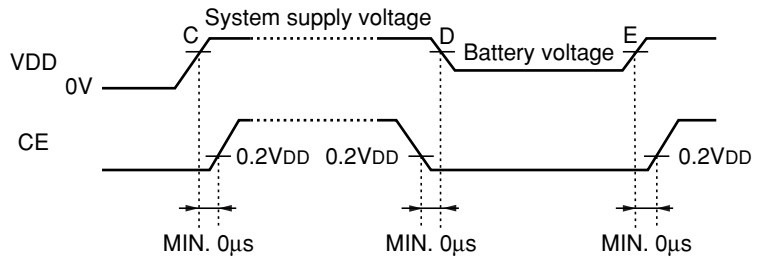 System supply voltage
C D E
VDD
Battery voltage
0V
CE
0.2VDD 0.2VDD 0.2VDD
MIN. 0μs MIN. 0μs MIN. 0μs